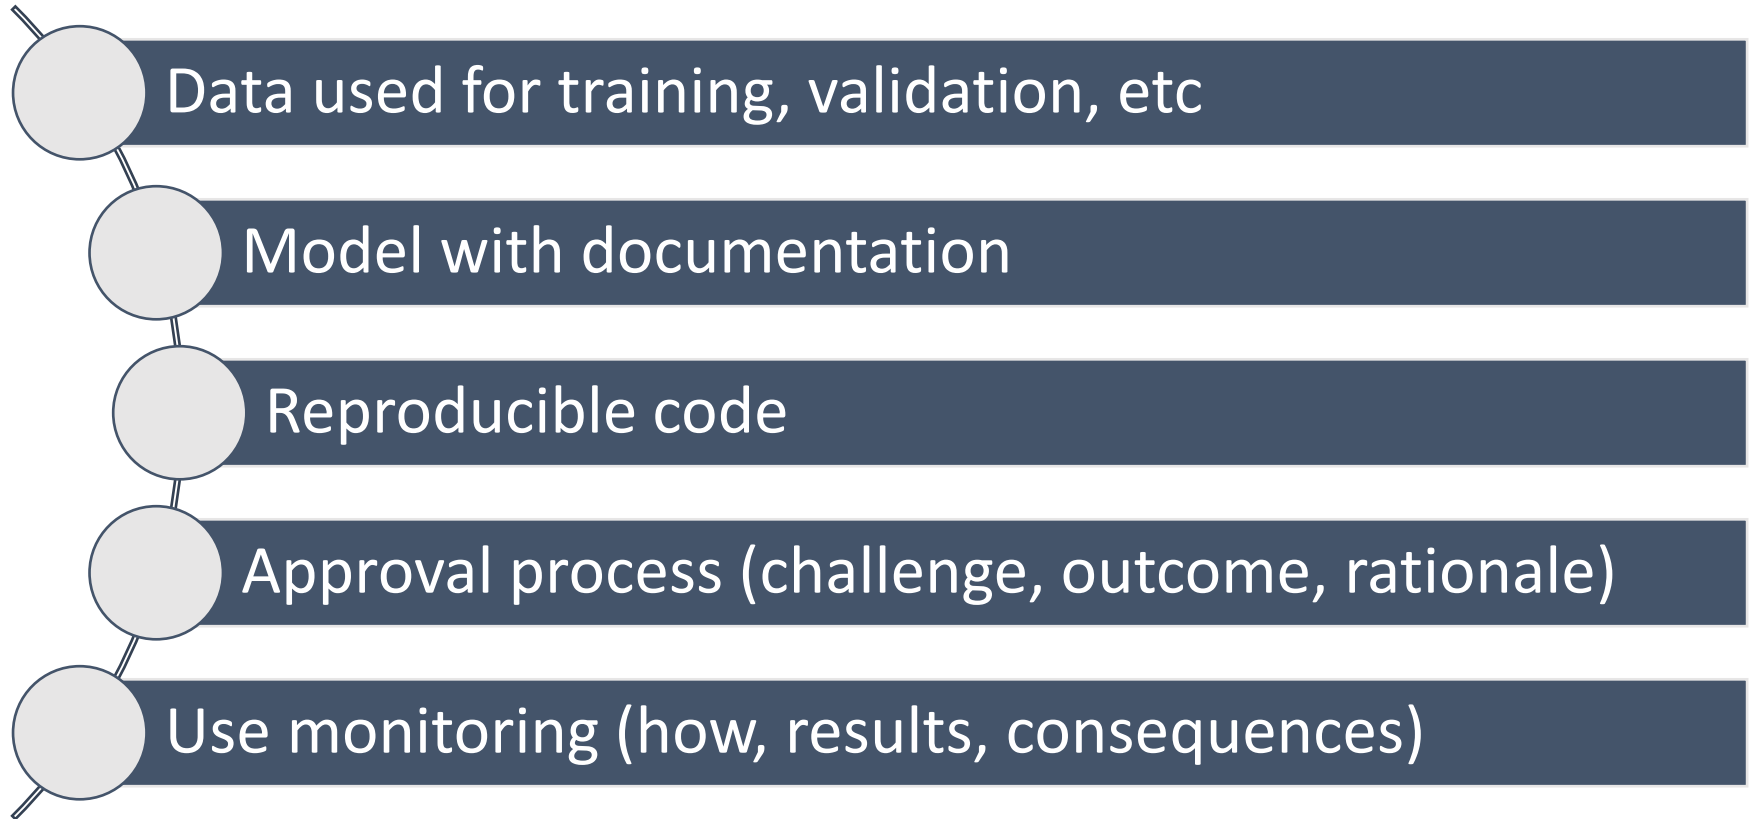 Data used for training, validation, etc
Model with documentation
Reproducible code
Approval process (challenge, outcome, rationale)
Use monitoring (how, results, consequences)